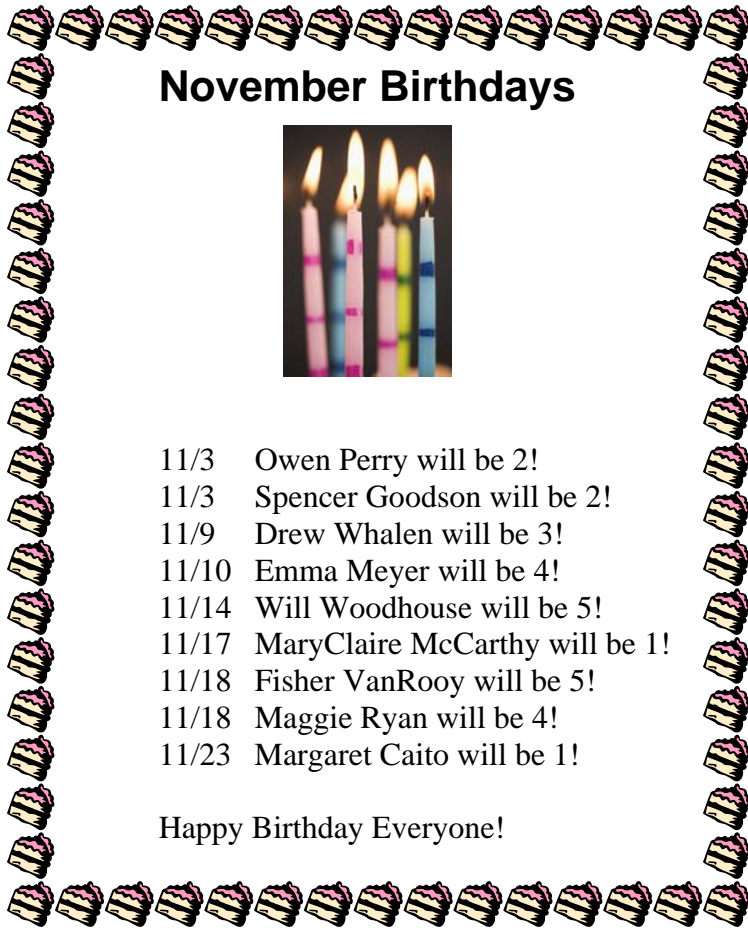 November Birthdays
11/3 Owen Perry will be 2!
11/3 Spencer Goodson will be 2!
11/9 Drew Whalen will be 3!
11/10 Emma Meyer will be 4!
11/14 Will Woodhouse will be 5!
11/17 MaryClaire McCarthy will be 1!
11/18 Fisher VanRooy will be 5!
11/18 Maggie Ryan will be 4!
11/23 Margaret Caito will be 1!
Happy Birthday Everyone!